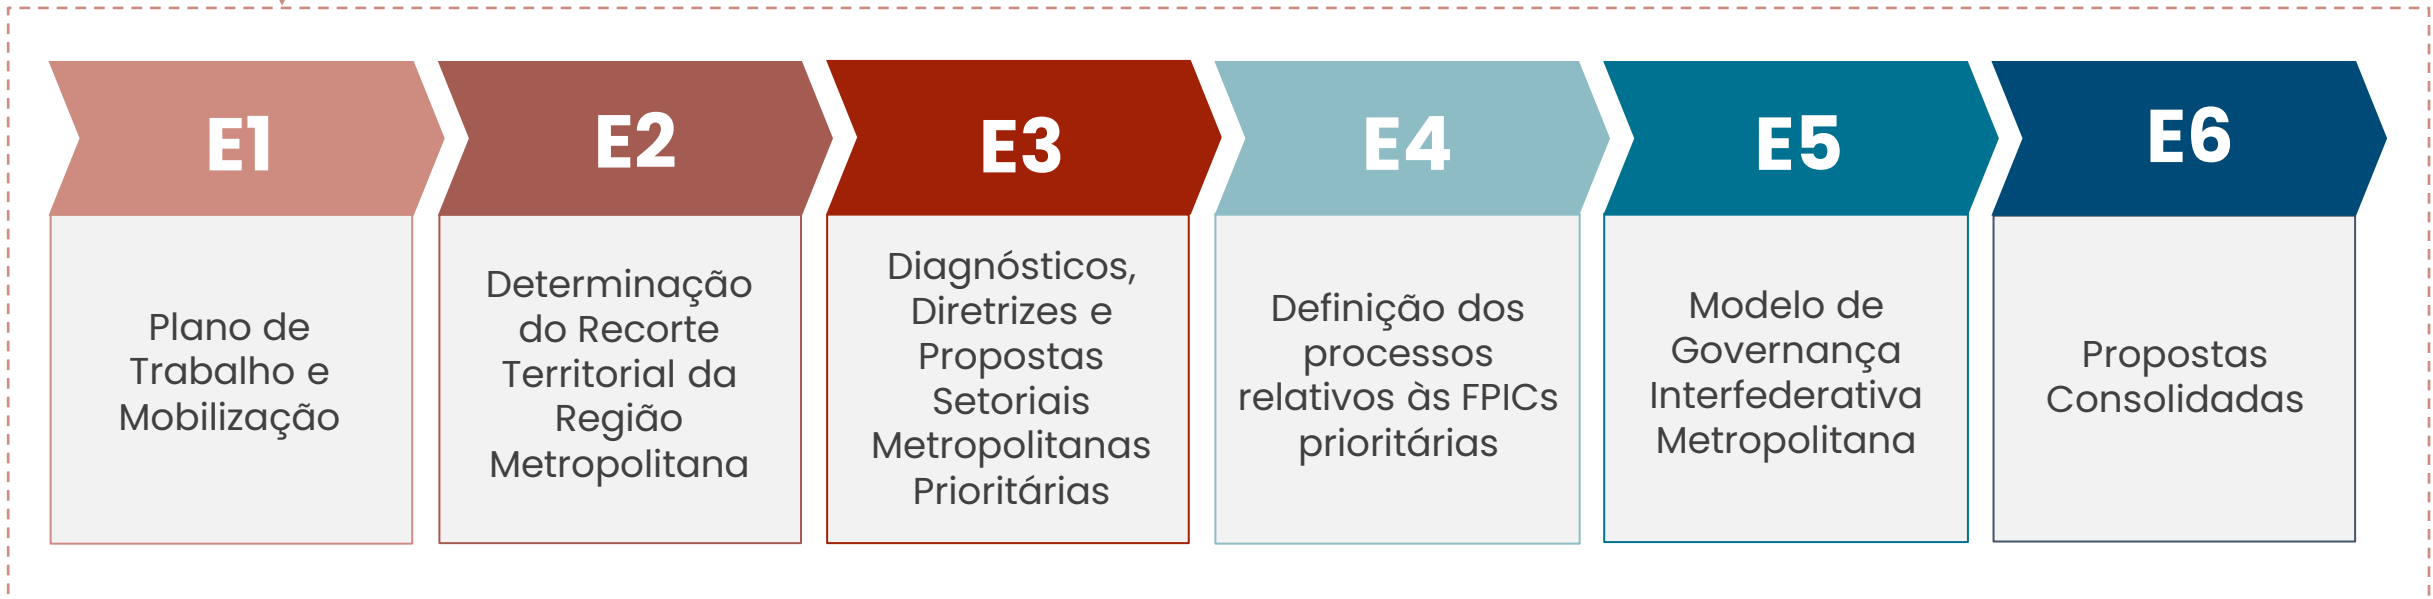 E1
Plano de
Trabalho e
Mobilização
E2
Determinação
do Recorte
Territorial da
Região
Metropolitana
E3
Diagnósticos,
Diretrizes e
Propostas
Setoriais
Metropolitanas
Prioritárias
E4
Definição dos
processos
relativos às FPICs
prioritárias
E5
Modelo de
Governança
Interfederativa
Metropolitana
E6
Propostas
Consolidadas